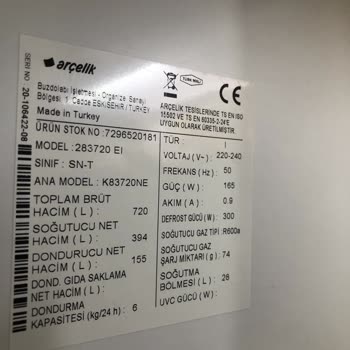 SERI NO
20-106422-08
arçelik
Buzdolabı İşletmesi - Organize Sanayi
Bölgesi 1. Cadde ESKİŞEHİR / TURKEY
Made in Turkey
TÜRK MALI
CE
ARÇELİK TESİSLERİNDE TS EN ISO
15502 VE TS EN 60335-2-24'E
UYGUN OLARAK ÜRETİLMİŞTİR.
ÜRÜN STOK NO : 7296520181
MODEL : 283720 EI
SINIF : SN-T
ANA MODEL : K83720NE
TOPLAM BRÜT
HACİM ( L ) : 720
SOĞUTUCU NET
HACİM ( L ) : 394
DONDURUCU NET
HACİM ( L ) : 155
DOND. GIDA SAKLAMA
NET HACİM ( L ) :
DONDURMA
KAPASİTESİ (kg/24 h) : 6
TÜR : I
VOLTAJ (V~) : 220-240
FREKANS ( Hz) : 50
GÜÇ ( W ) : 165
AKIM ( A ) : 0.9
DEFROST GÜCÜ ( W ) : 300
SOĞUTUCU GAZ TİPİ : R600a
SOĞUTUCU GAZ
ŞARJ MİKTARI ( g ) : 74
SOĞUTMA
BÖLMESİ ( L ) : 26
UVC GÜCÜ ( W ) :